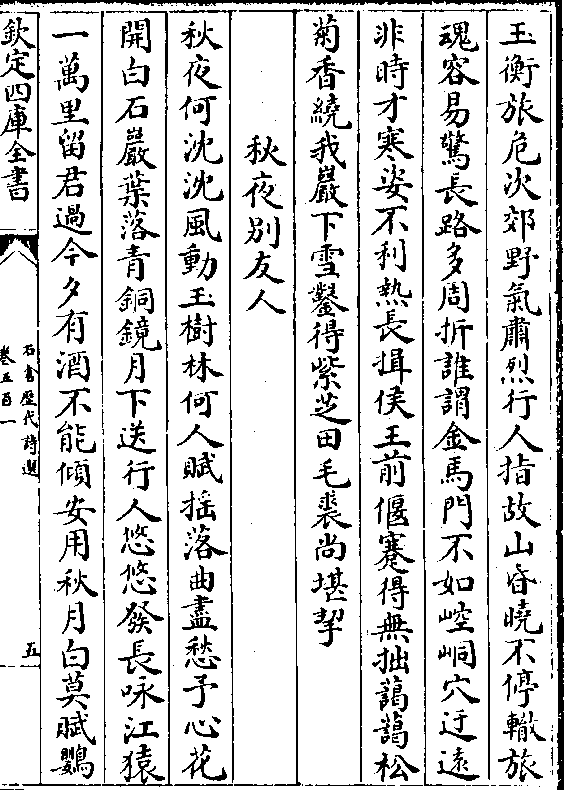 玉衡旅危次郊野氣肅烈行人指故山昏曉不停轍旅
魂容易驚長路多周折誰謂金馬門不如崆峒穴迂遠
非時才寒姿不利熱長揖侯王前偃蹇得無拙藹藹松
菊香繞我巖下雪鑿得紫芝田毛裘尚堪挈
秋夜別友人
秋夜何沈沈風動玉樹林何人賦摇落曲盡愁予心花
開白石巖葉落青銅鏡月下送行人悠悠發長咏江猿
一萬里留君過今夕有酒不能傾安用秋月白莫賦鸚
欽定四庫全書
石倉歴代詩選
卷五百一
五